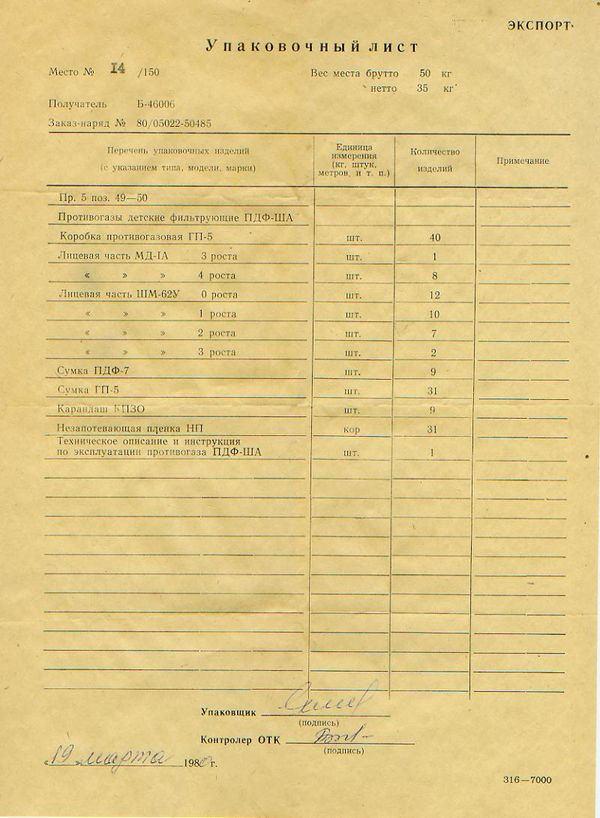 ЭКСПОРТ
Упаковочный лист
Место № 14 /150 Вес места брутто 50 кг
нетто 35 кг
Получатель Б-46006
Заказ-наряд № 80/05022-50485
Перечень упаковочных изделий (с указанием типа, модели, марки) Единица измерения (кг, штук, метров, и т. п.) Количество изделий Примечание
Пр. 5 поз. 49—50
Противогазы детские фильтрующие ПДФ-ША
Коробка противогазовая ГП-5 шт. 40
Лицевая часть МД-1А 3 роста шт. 1
« » » 4 роста шт. 8
Лицевая часть ШМ-62У 0 роста шт. 12
« » » 1 роста шт. 10
« » » 2 роста шт. 7
« » » 3 роста шт. 2
Сумка ПДФ-7 шт. 9
Сумка ГП-5 шт. 31
Карандаш КПЗО шт. 9
Незапотевающая пленка НП кор 31
Техническое описание и инструкция
по эксплуатации противогаза ПДФ-ША шт. 1
Упаковщик
(подпись)
Контролер ОТК
(подпись)
«19» марта 198 г.
316—7000